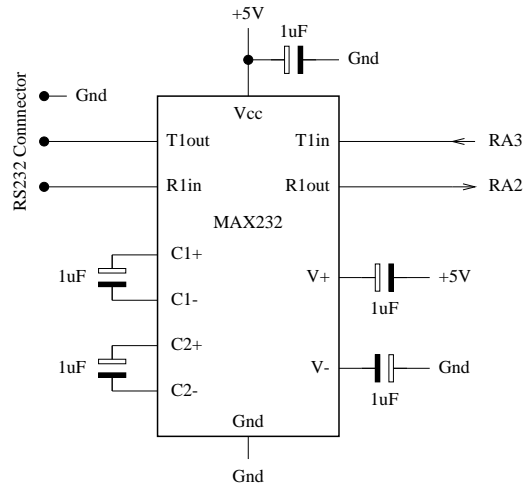 +5V
1uF
Gnd
Gnd
RS232 Connnector
Vcc
T1out
T1in
RA3
R1in
R1out
RA2
MAX232
C1+
1uF
C1-
V+
+5V
1uF
C2+
1uF
C2-
V-
Gnd
1uF
Gnd
Gnd